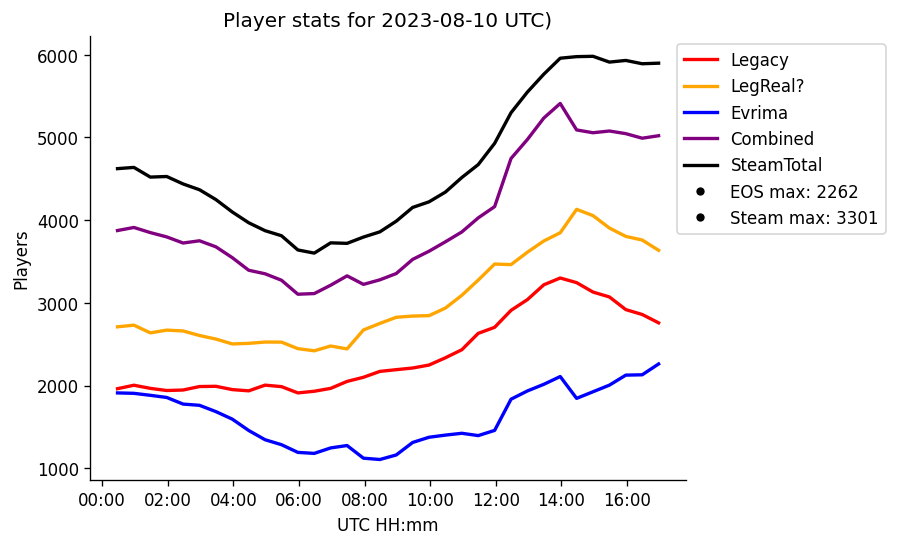 Player stats for 2023-08-10 UTC)
6000
5000
4000
3000
2000
1000
Players
00:00 02:00 04:00 06:00 08:00 10:00 12:00 14:00 16:00
UTC HH:mm
Legacy
LegReal?
Evrima
Combined
SteamTotal
EOS max: 2262
Steam max: 3301